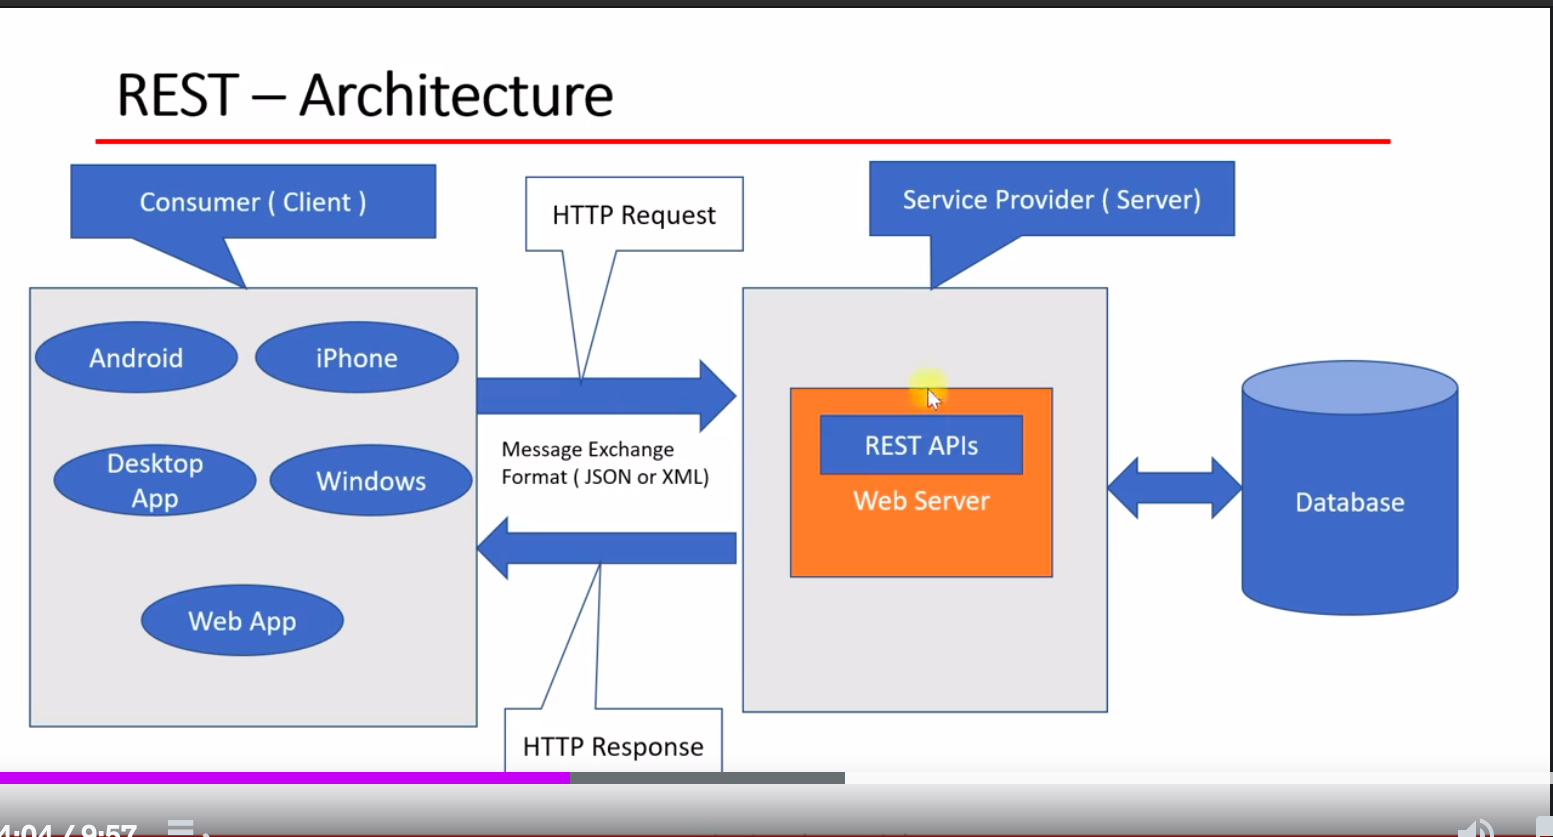 REST – Architecture
Consumer ( Client )
HTTP Request
Service Provider ( Server)
Android
iPhone
Desktop
App
Windows
Web App
Message Exchange
Format ( JSON or XML)
HTTP Response
REST APIs
Web Server
Database
4:04 / 9:57